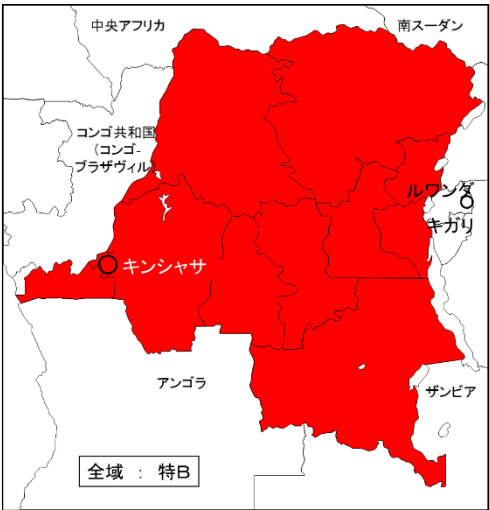 中央アフリカ
南スーダン
コンゴ共和国
(コンゴ-
ブラザヴィル)
ルワンダ
キガリ
キンシャサ
アンゴラ
ザンビア
全域 : 特B